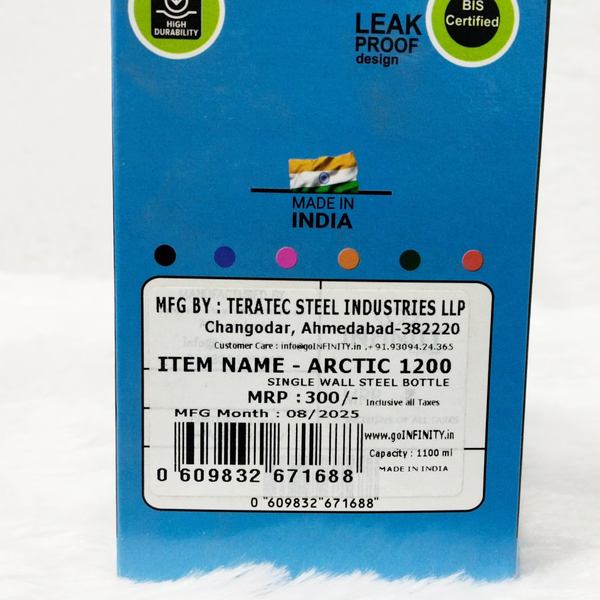 HIGH
DURABILITY
LEAK
PROOF
design
BIS
Certified
MADE IN
INDIA
MFG BY : TERATEC STEEL INDUSTRIES LLP
Changodar, Ahmedabad-382220
Customer Care : info@goINFINITY.in ,+ 91.93094.24.365
ITEM NAME - ARCTIC 1200
SINGLE WALL STEEL BOTTLE
MRP : 300/- Inclusive all Taxes
MFG Month : 08/2025
www.goINFINITY.in
Capacity : 1100 ml
MADE IN INDIA
0 609832 671688
0 "609832"671688"